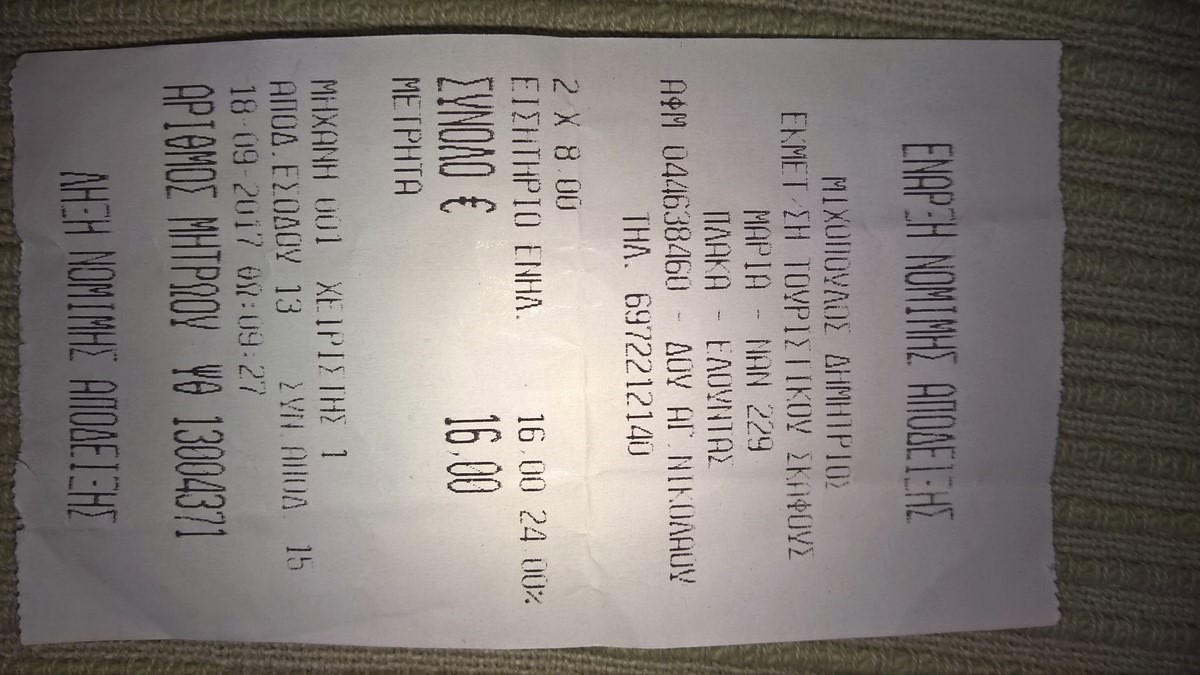 ΕΝΑΡΞΗ ΝΟΜΙΜΗΣ ΑΠΟΔΕΙΞΗΣ
ΜΙΧΟΠΟΥΛΟΣ ΔΗΜΗΤΡΙΟΣ
ΕΚΜΕΤ/ΣΗ ΤΟΥΡΙΣΤΙΚΟΥ ΣΚΑΦΟΥΣ
ΜΑΡΙΑ - ΝΑΝ 229
ΠΛΑΚΑ - ΕΛΟΥΝΤΑΣ
ΑΦΜ 044638460 - ΔΟΥ ΑΓ ΝΙΚΟΛΑΟΥ
ΤΗΛ. 6972212140
2 X 8.00
ΕΙΣΗΤΗΡΙΟ ΕΝΗΛ. 16,00 24.00%
ΣΥΝΟΛΟ € 16,00
ΜΕΤΡΗΤΑ
ΜΗΧΑΝΗ 001 ΧΕΙΡΙΣΤΗΣ 1
ΑΠΟΔ.ΕΣΟΔΟΥ 13 ΣΥΝ.ΑΠΟΔ. 15
18-09-2017 ΩΡ:09:27
ΑΡΙΘΜΟΣ ΜΗΤΡΩΟΥ ΨΘ 13004371
ΛΗΞΗ ΝΟΜΙΜΗΣ ΑΠΟΔΕΙΞΗΣ